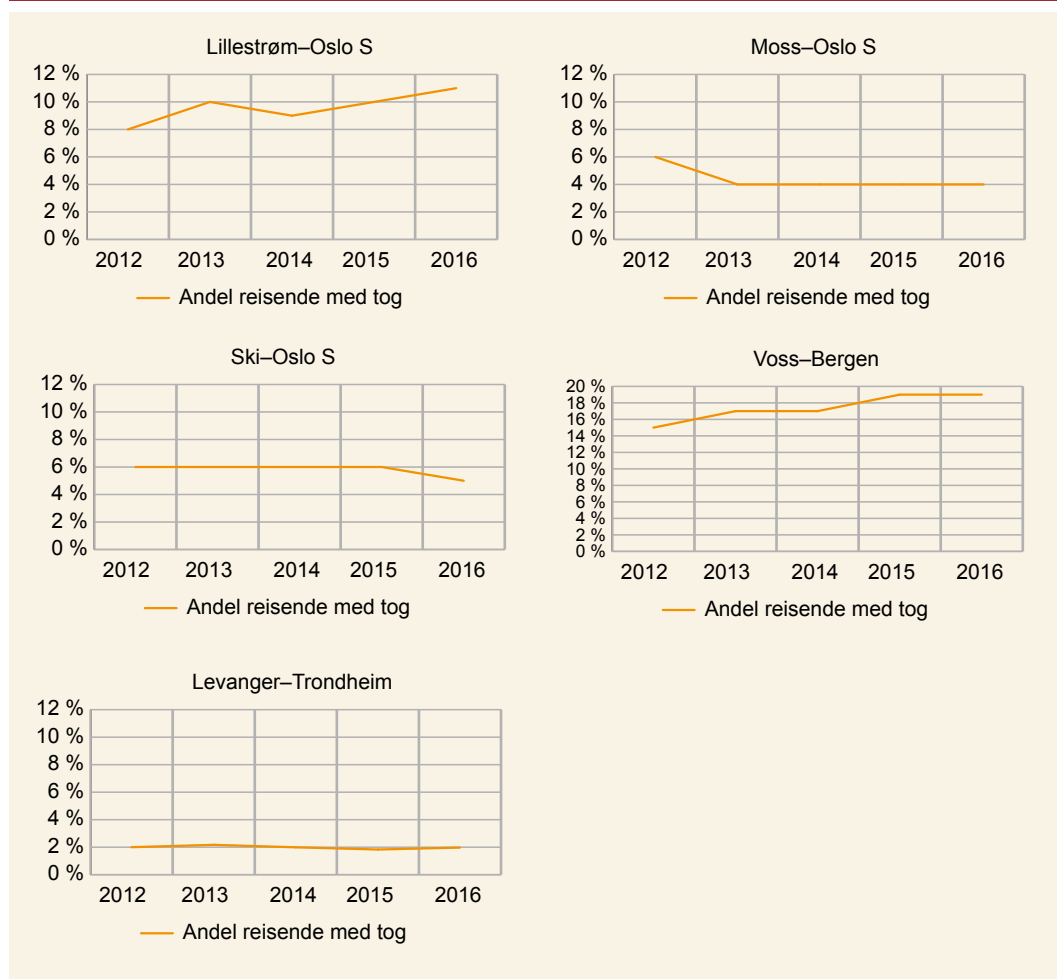 Lillestrøm–Oslo S
12 %
10 %
8 %
6 %
4 %
2 %
0 %
2012 2013 2014 2015 2016
Andel reisende med tog
Moss–Oslo S
12 %
10 %
8 %
6 %
4 %
2 %
0 %
2012 2013 2014 2015 2016
Andel reisende med tog
Ski–Oslo S
12 %
10 %
8 %
6 %
4 %
2 %
0 %
2012 2013 2014 2015 2016
Andel reisende med tog
Voss–Bergen
20 %
18 %
16 %
14 %
12 %
10 %
8 %
6 %
4 %
2 %
0 %
2012 2013 2014 2015 2016
Andel reisende med tog
Levanger–Trondheim
12 %
10 %
8 %
6 %
4 %
2 %
0 %
2012 2013 2014 2015 2016
Andel reisende med tog